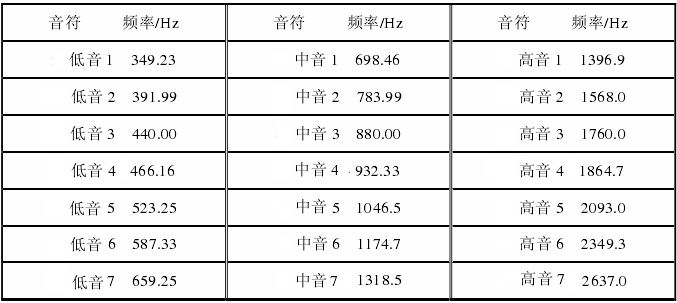 音符 频率/Hz 音符 频率/Hz 音符 频率/Hz
低音1 349.23 中音1 698.46 高音1 1396.9
低音2 391.99 中音2 783.99 高音2 1568.0
低音3 440.00 中音3 880.00 高音3 1760.0
低音4 466.16 中音4 932.33 高音4 1864.7
低音5 523.25 中音5 1046.5 高音5 2093.0
低音6 587.33 中音6 1174.7 高音6 2349.3
低音7 659.25 中音7 1318.5 高音7 2637.0